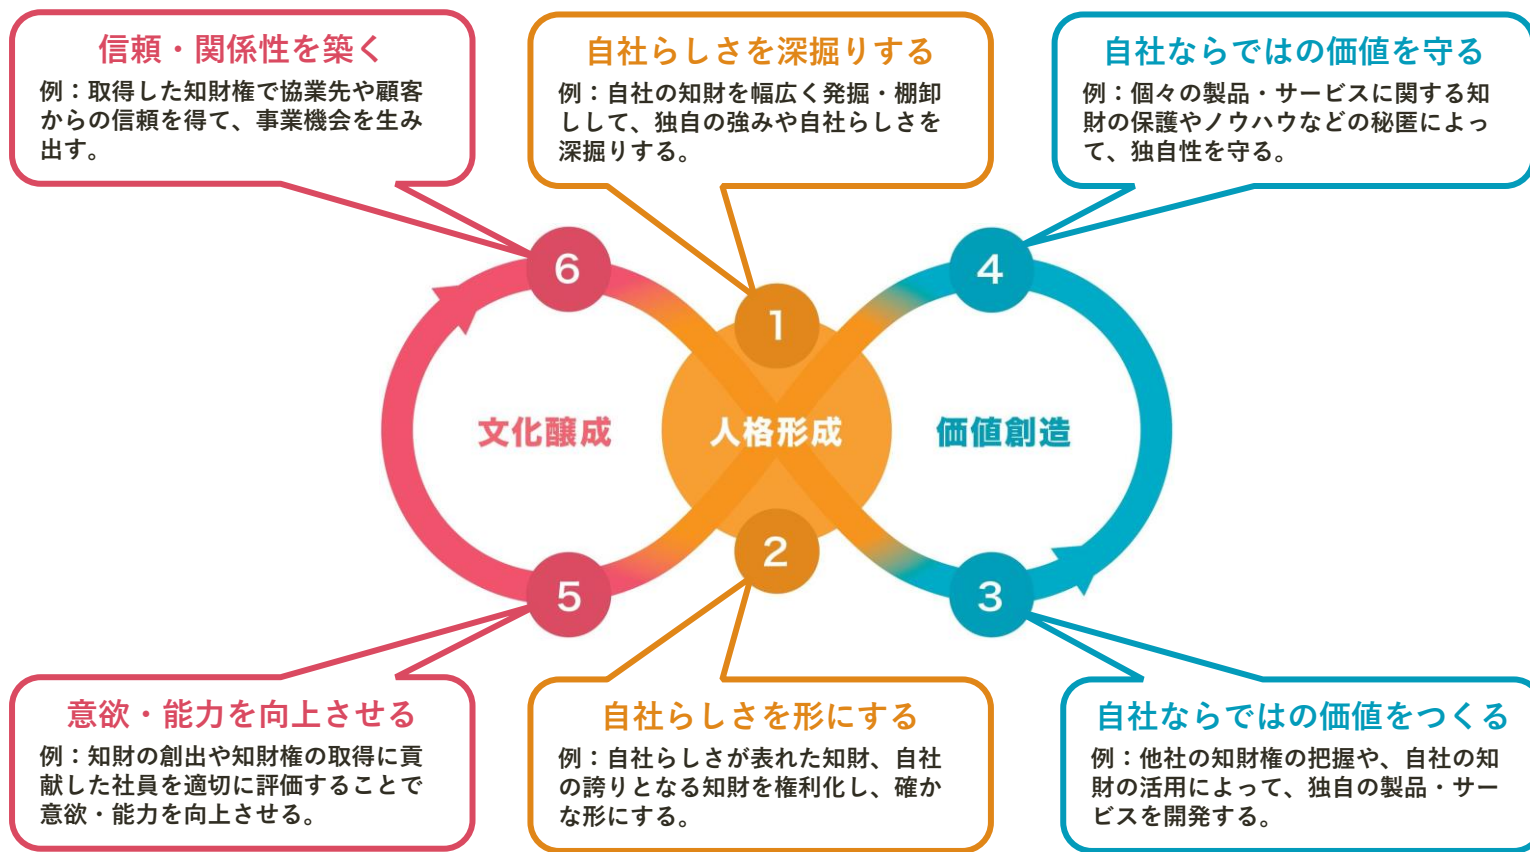 信頼・関係性を築く
例：取得した知財権で協業先や顧客
からの信頼を得て、事業機会を生み
出す。
自社らしさを深掘りする
例：自社の知財を幅広く発掘・棚卸
しして、独自の強みや自社らしさを
深掘りする。
自社ならではの価値を守る
例：個々の製品・サービスに関する知
財の保護やノウハウなどの秘匿によっ
て、独自性を守る。
6
1
4
文化醸成
人格形成
価値創造
5
2
3
意欲・能力を向上させる
例：知財の創出や知財権の取得に貢
献した社員を適切に評価することで
意欲・能力を向上させる。
自社らしさを形にする
例：自社らしさが表れた知財、自社
の誇りとなる知財を権利化し、確か
な形にする。
自社ならではの価値をつくる
例：他社の知財権の把握や、自社の知
財の活用によって、独自の製品・サー
ビスを開発する。